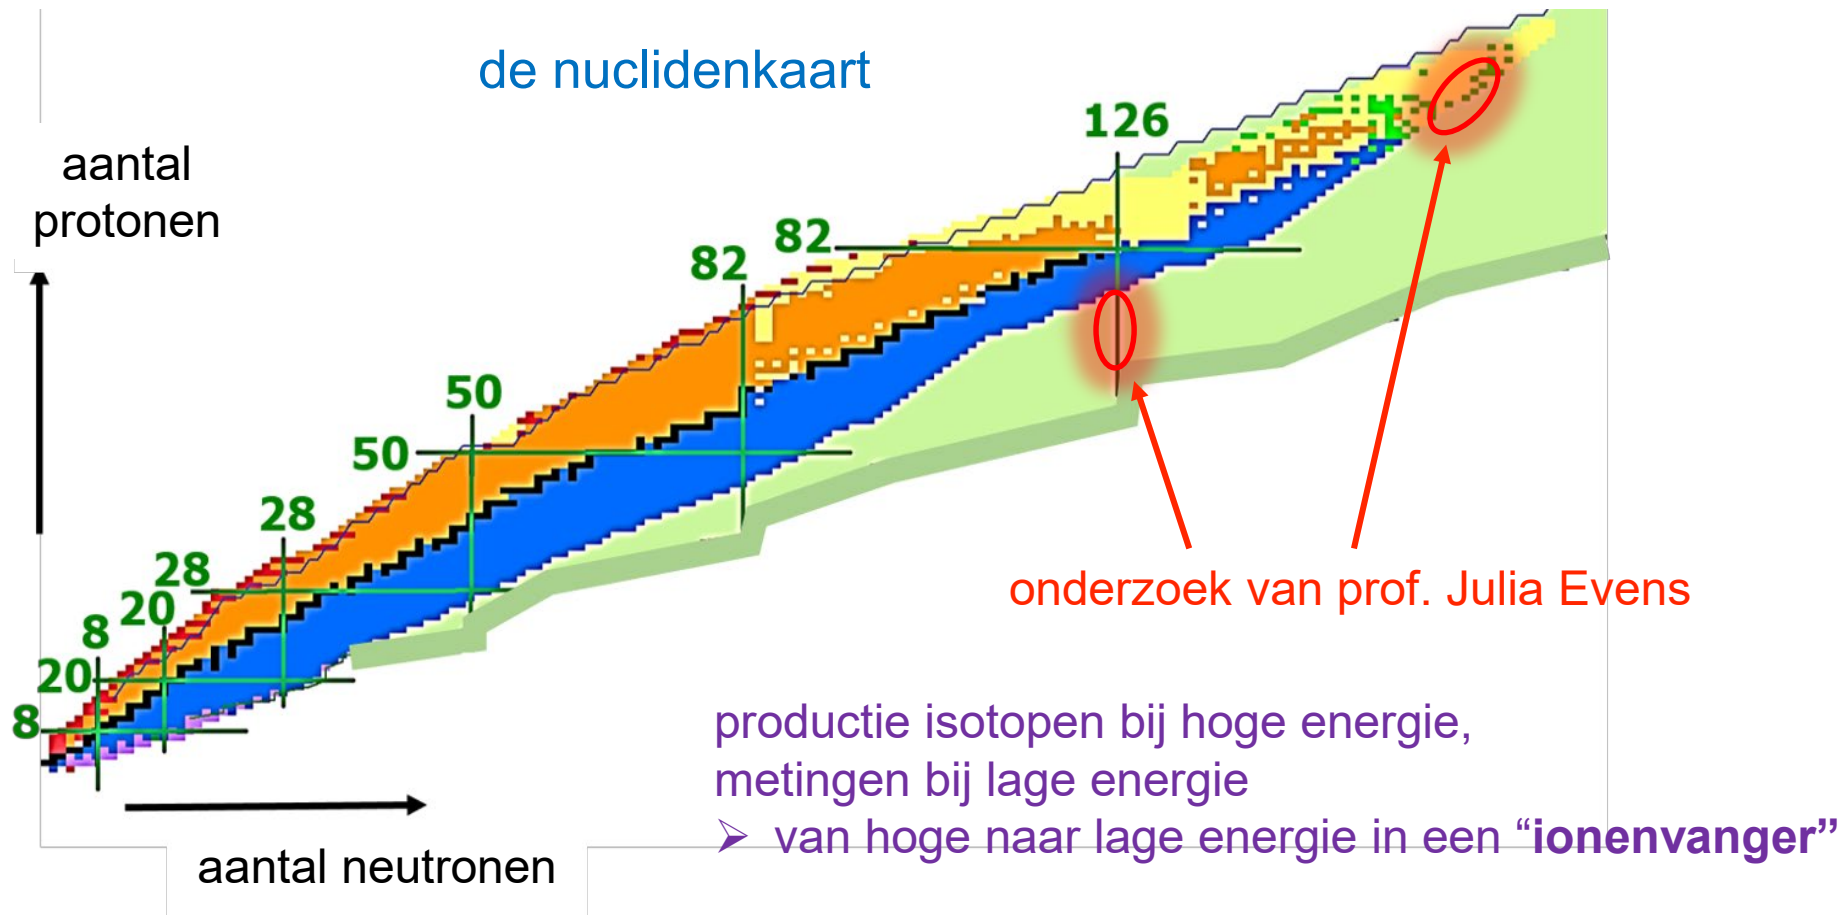 de nuclidenkaart
aantal
protonen
126
82
82
50
50
28
28
20
8
20
8
onderzoek van prof. Julia Evens
productie isotopen bij hoge energie,
metingen bij lage energie
➢ van hoge naar lage energie in een “ionenvanger”
aantal neutronen